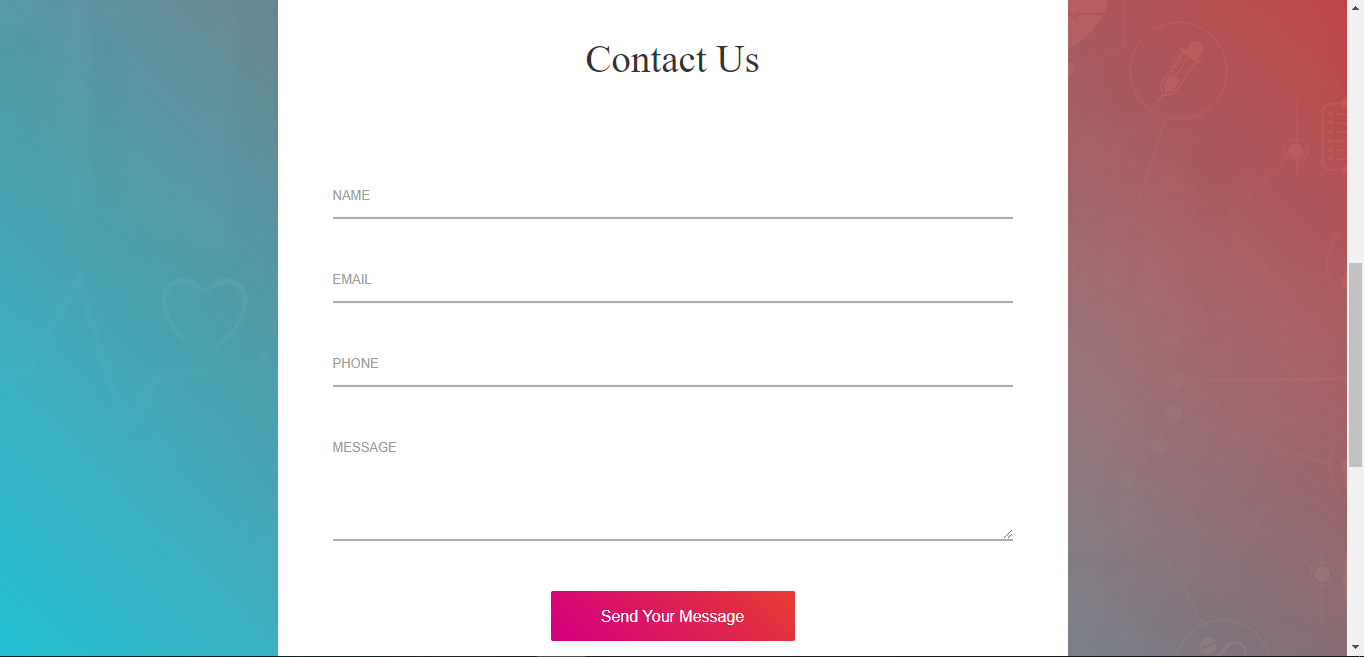 Contact Us
NAME
EMAIL
PHONE
MESSAGE
Send Your Message